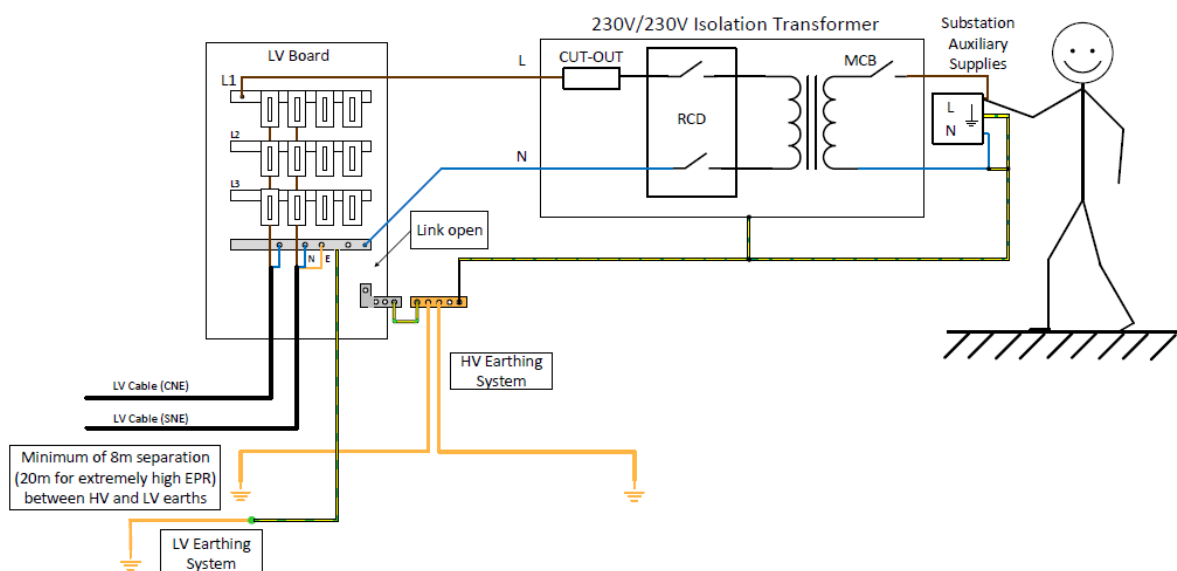 230V/230V Isolation Transformer
Substation
Auxiliary
Supplies
LV Board
L
CUT-OUT
MCB
L1
RCD
L
N
L2
N
L3
Link open
N E
HV Earthing
System
LV Cable (CNE)
LV Cable (SNE)
Minimum of 8m separation
(20m for extremely high EPR)
between HV and LV earths
LV Earthing
System